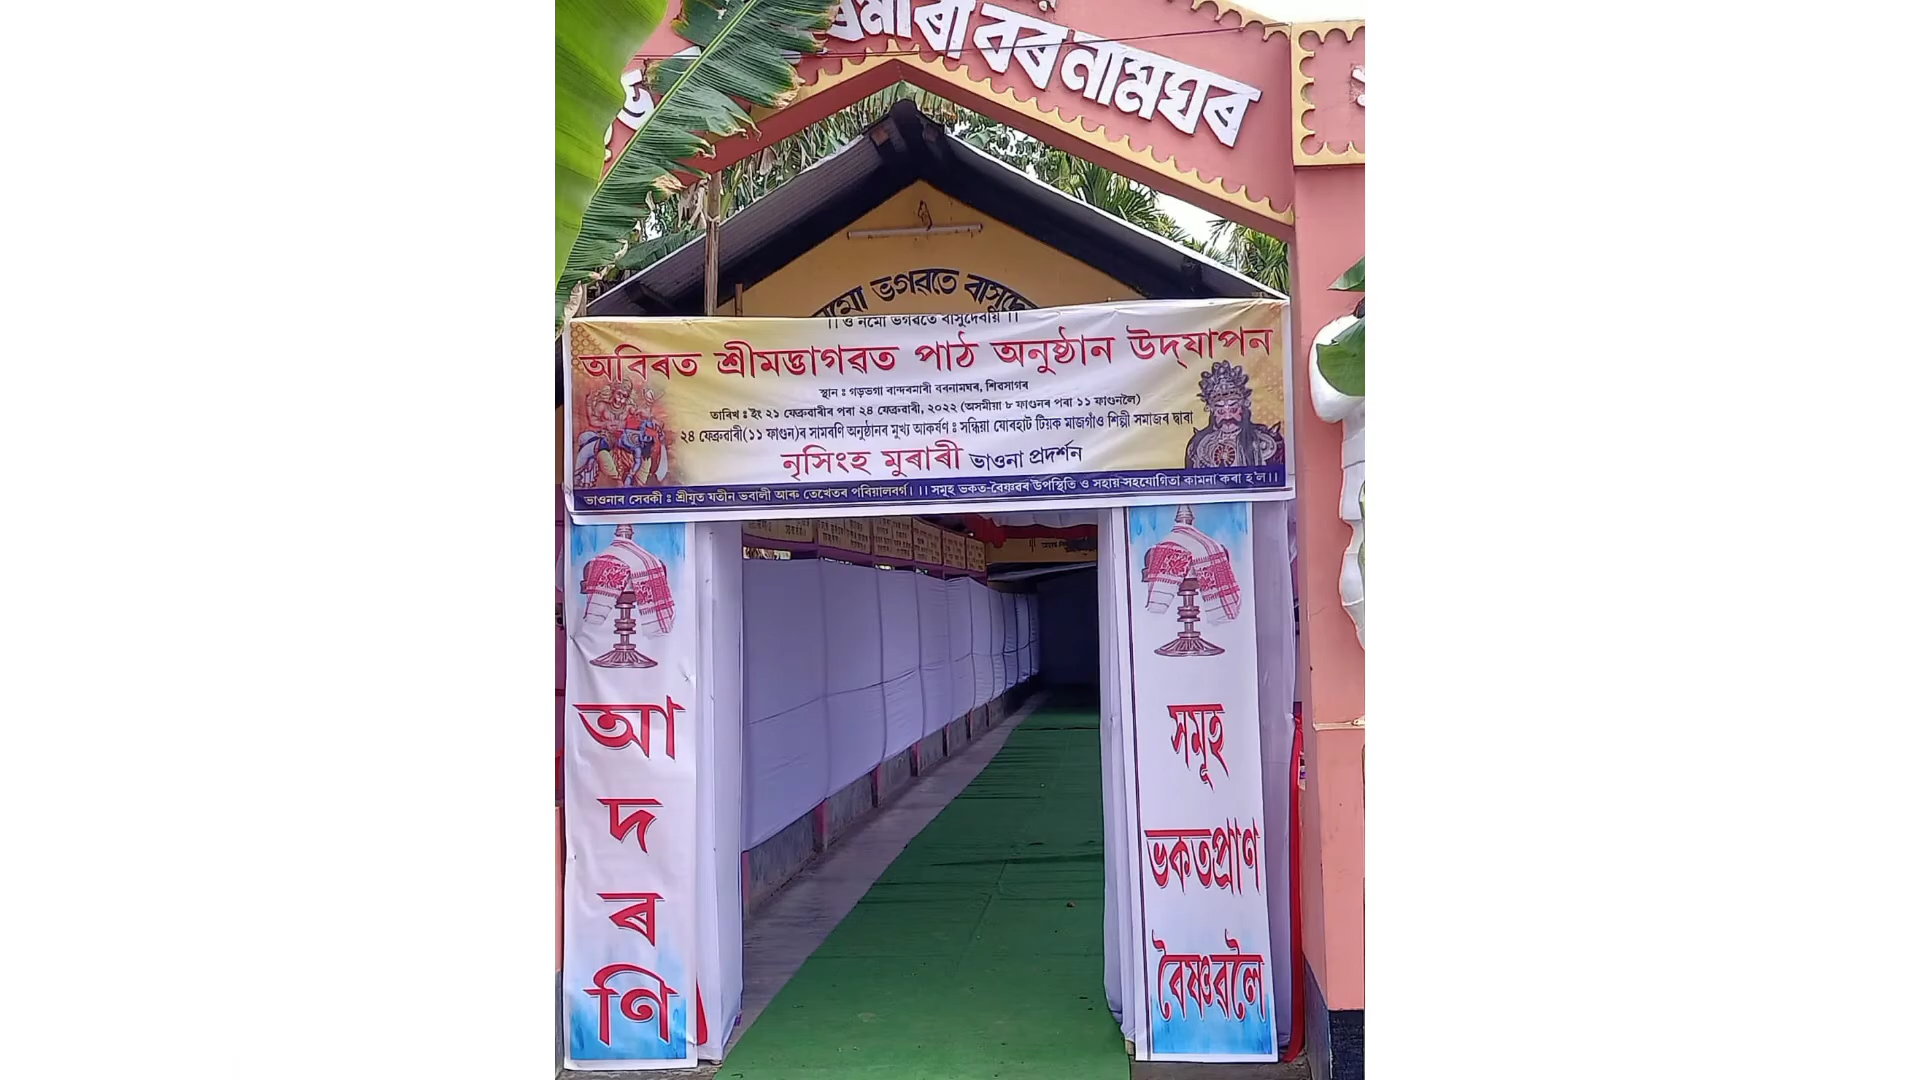 বৰ নামঘৰ
ভগৱতে
।। ওঁ নমো ভগৱতে বাসুদেৱায় ।।
অবিৰত শ্ৰীমদ্ভাগৱত পাঠ অনুষ্ঠান উদ্‌যাপন
স্থান : গড়ভগা বান্দৰমাৰী বৰনামঘৰ, শিৱসাগৰ
তাৰিখ : ইং ২১ ফেব্ৰুৱাৰীৰ পৰা ২৪ ফেব্ৰুৱাৰী, ২০২২ (অসমীয়া ৮ ফাগুনৰ পৰা ১১ ফাগুনলৈ)
২৪ ফেব্ৰুৱাৰী(১১ ফাগুন)ৰ সামৰণি অনুষ্ঠানৰ মুখ্য আকৰ্ষণ : সন্ধিয়া যোৰহাট টিয়ক মাজগাঁও শিল্পী সমাজৰ দ্বাৰা
নৃসিংহ মুৰাৰী ভাওনা প্ৰদৰ্শন
ভাওনাৰ সেৱকী : শ্ৰীযুত যতীন ভৰালী আৰু তেখেতৰ পৰিয়ালবৰ্গ। ।। সমূহ ভকত-বৈষ্ণৱৰ উপস্থিতি ও সহায়-সহযোগিতা কামনা কৰা হ'ল।।
আ
দ
ৰ
ণি
সমূহ
ভকতপ্ৰাণ
বৈষ্ণৱলৈ